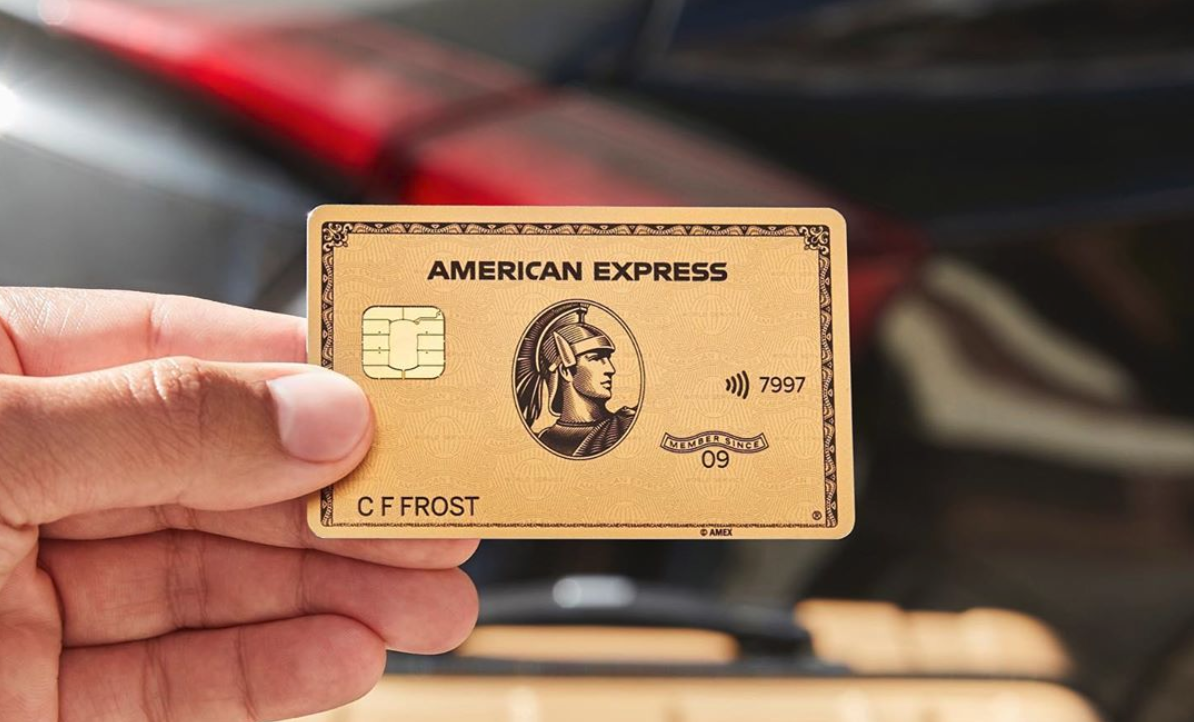 AMERICAN EXPRESS
7997
MEMBER SINCE
09
C F FROST
®
© AMEX